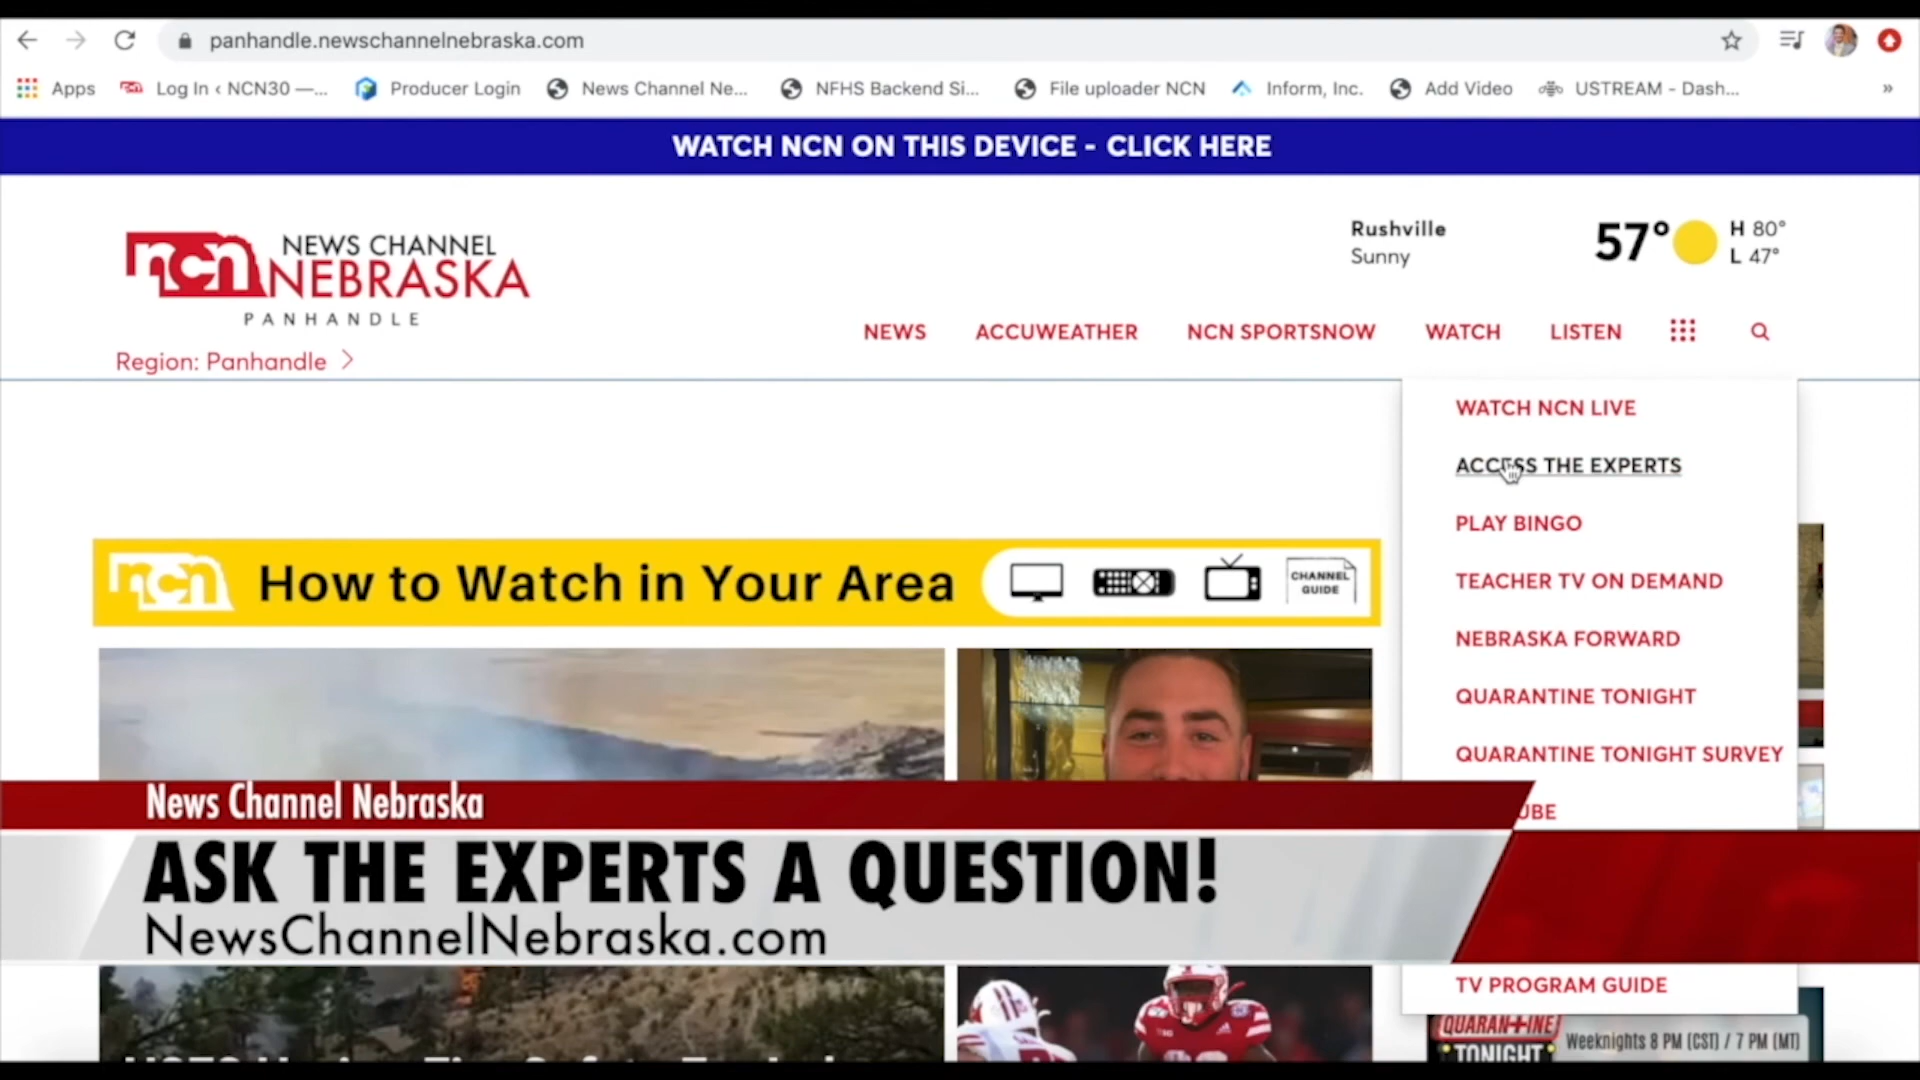 panhandle.newschannelnebraska.com
Apps
Log In ‹ NCN30 —...
Producer Login
News Channel Ne...
NFHS Backend Si...
File uploader NCN
Inform, Inc.
Add Video
USTREAM - Dash...
»
WATCH NCN ON THIS DEVICE - CLICK HERE
ncn NEWS CHANNEL
NEBRASKA
PANHANDLE
Region: Panhandle
Rushville
Sunny
57°
H 80°
L 47°
NEWS
ACCUWEATHER
NCN SPORTSNOW
WATCH
LISTEN
WATCH NCN LIVE
ACCESS THE EXPERTS
PLAY BINGO
TEACHER TV ON DEMAND
NEBRASKA FORWARD
QUARANTINE TONIGHT
QUARANTINE TONIGHT SURVEY
UBE
TV PROGRAM GUIDE
ncn How to Watch in Your Area
CHANNEL
GUIDE
News Channel Nebraska
ASK THE EXPERTS A QUESTION!
NewsChannelNebraska.com
QUARANTINE
TONIGHT
Weeknights 8 PM (CST) / 7 PM (MT)